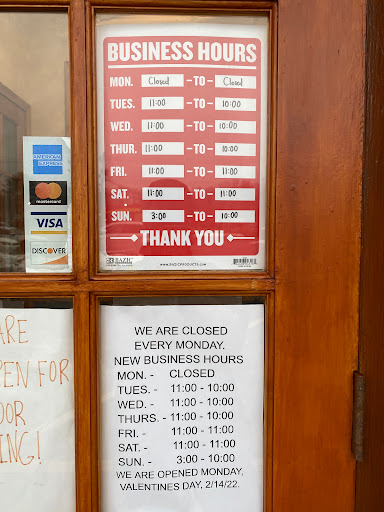 BUSINESS HOURS
MON. Closed -TO- Closed
TUES. 11:00 -TO- 10:00
WED. 11:00 -TO- 10:00
THUR. 11:00 -TO- 10:00
FRI. 11:00 -TO- 11:00
SAT. 11:00 -TO- 11:00
SUN. 3:00 -TO- 10:00
THANK YOU
BAZIC
WWW.BAZICPRODUCTS.COM
AMERICAN
EXPRESS
mastercard
VISA
DISCOVER
ARE
PEN FOR
OOR
ING!
WE ARE CLOSED
EVERY MONDAY.
NEW BUSINESS HOURS
MON. - CLOSED
TUES. - 11:00 - 10:00
WED. - 11:00 - 10:00
THURS. - 11:00 - 10:00
FRI. - 11:00 - 11:00
SAT. - 11:00 - 11:00
SUN. - 3:00 - 10:00
WE ARE OPENED MONDAY,
VALENTINES DAY, 2/14/22.